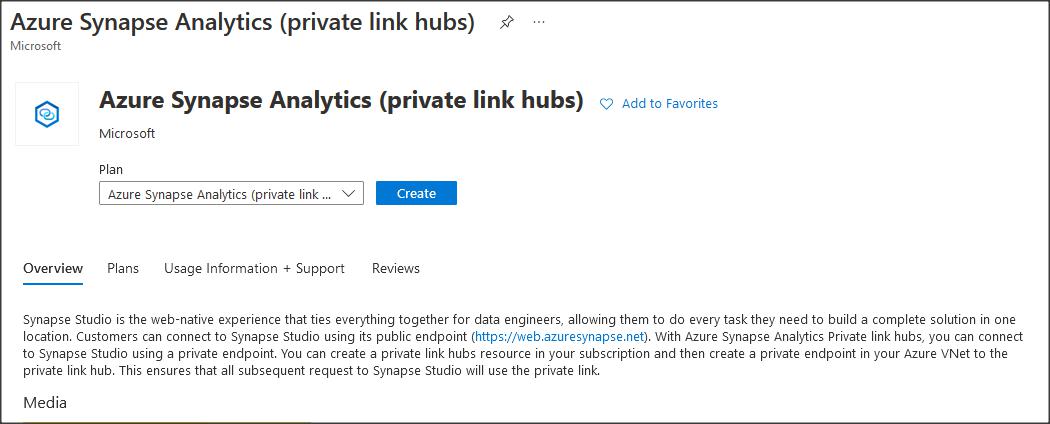 Azure Synapse Analytics (private link hubs)
Microsoft
Azure Synapse Analytics (private link hubs)
Add to Favorites
Microsoft
Plan
Azure Synapse Analytics (private link ...
Create
Overview Plans Usage Information + Support Reviews
Synapse Studio is the web-native experience that ties everything together for data engineers, allowing them to do every task they need to build a complete solution in one
location. Customers can connect to Synapse Studio using its public endpoint (https://web.azuresynapse.net). With Azure Synapse Analytics Private link hubs, you can connect
to Synapse Studio using a private endpoint. You can create a private link hubs resource in your subscription and then create a private endpoint in your Azure VNet to the
private link hub. This ensures that all subsequent request to Synapse Studio will use the private link.
Media